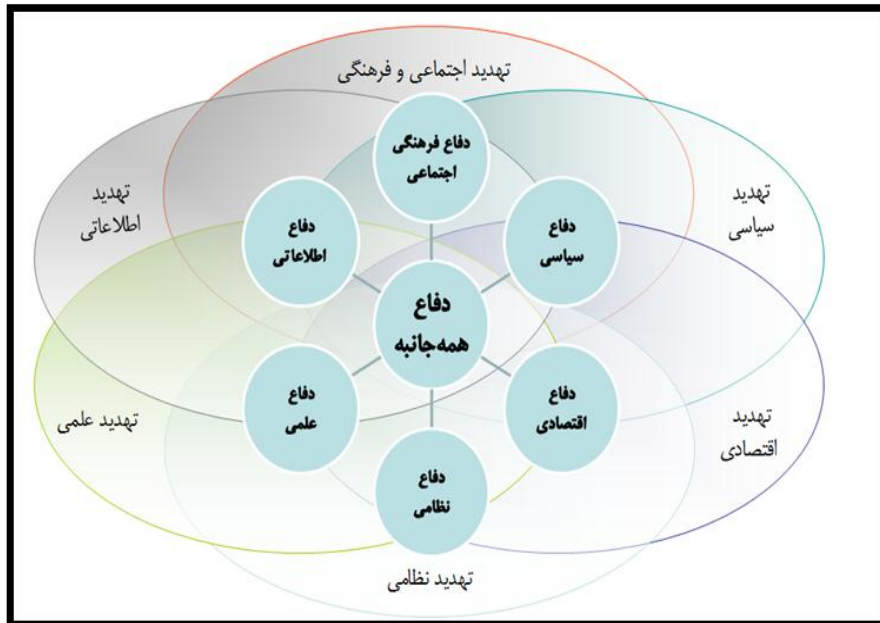 تهدید اجتماعی و فرهنگی
دفاع فرهنگی
اجتماعی
تهدید
سیاسی
دفاع
سیاسی
تهدید
اطلاعاتی
دفاع
اطلاعاتی
دفاع
همه‌جانبه
تهدید
اقتصادی
دفاع
اقتصادی
تهدید علمی
دفاع
علمی
دفاع
نظامی
تهدید نظامی